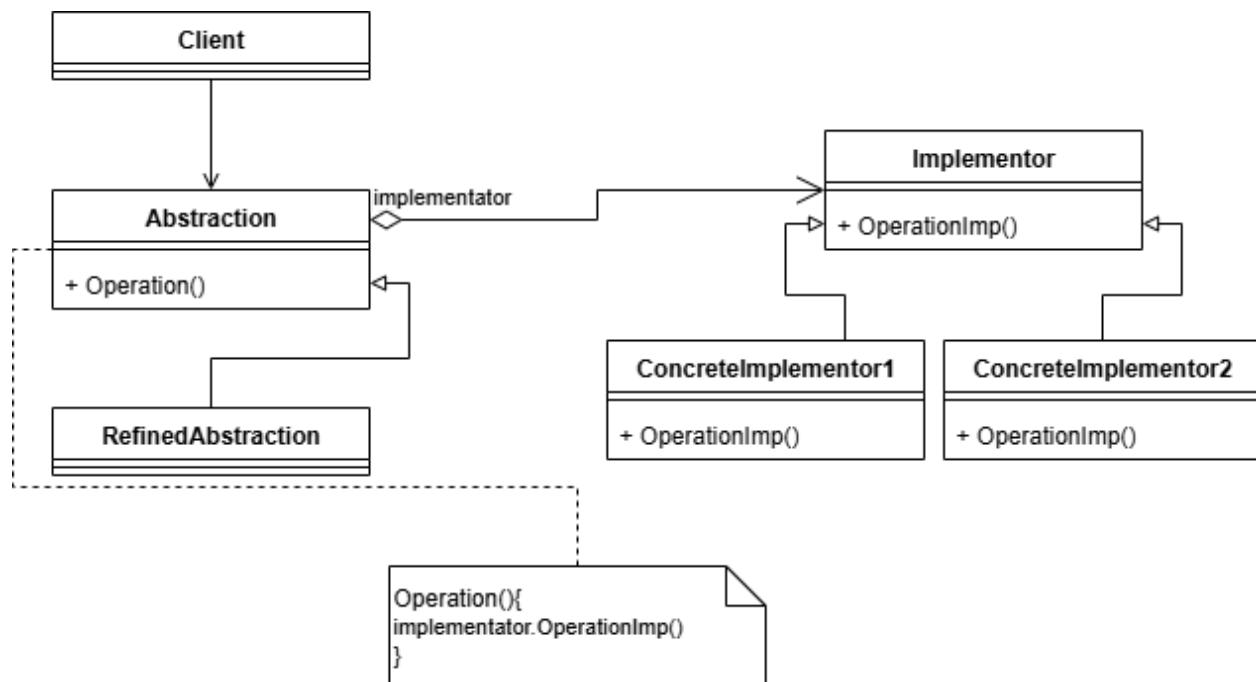 Client
Abstraction
+ Operation()
implementator
Implementor
+ OperationImp()
RefinedAbstraction
ConcreteImplementor1
+ OperationImp()
ConcreteImplementor2
+ OperationImp()
Operation(){
implementator.OperationImp()
}